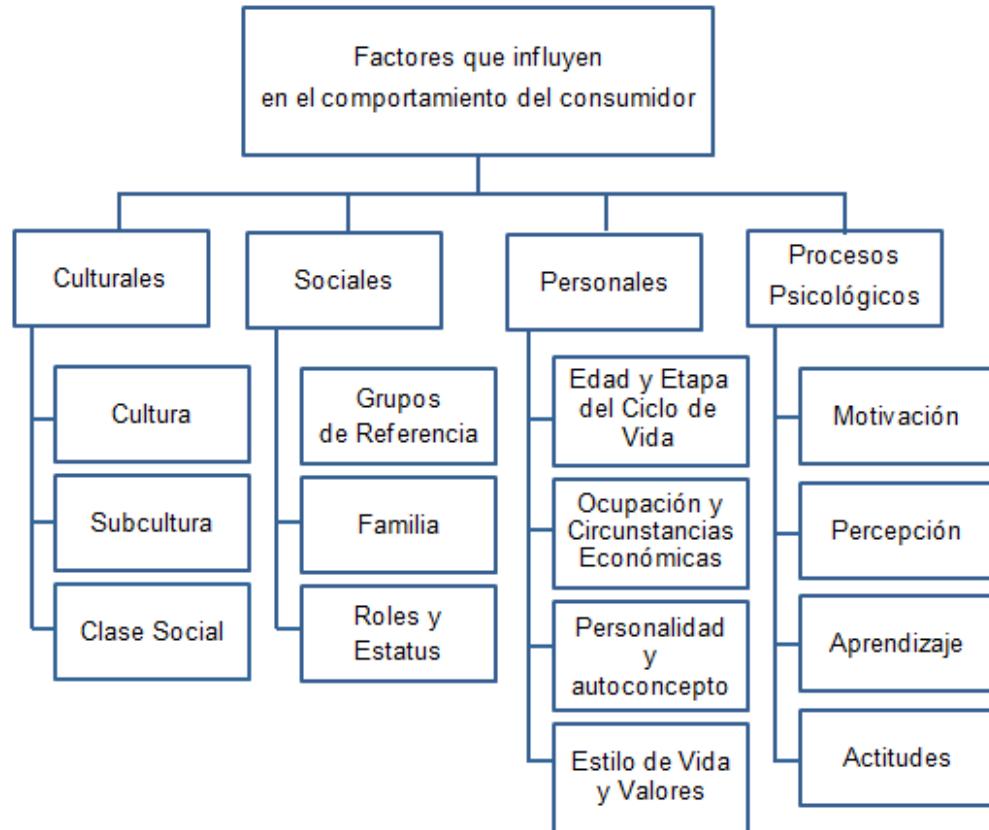 Factores que influyen
en el comportamiento del consumidor
Culturales
Cultura
Subcultura
Clase Social
Sociales
Grupos
de Referencia
Familia
Roles y
Estatus
Personales
Edad y Etapa
del Ciclo de
Vida
Ocupación y
Circunstancias
Económicas
Personalidad
y
autoconcepto
Estilo de Vida
y Valores
Procesos
Psicológicos
Motivación
Percepción
Aprendizaje
Actitudes